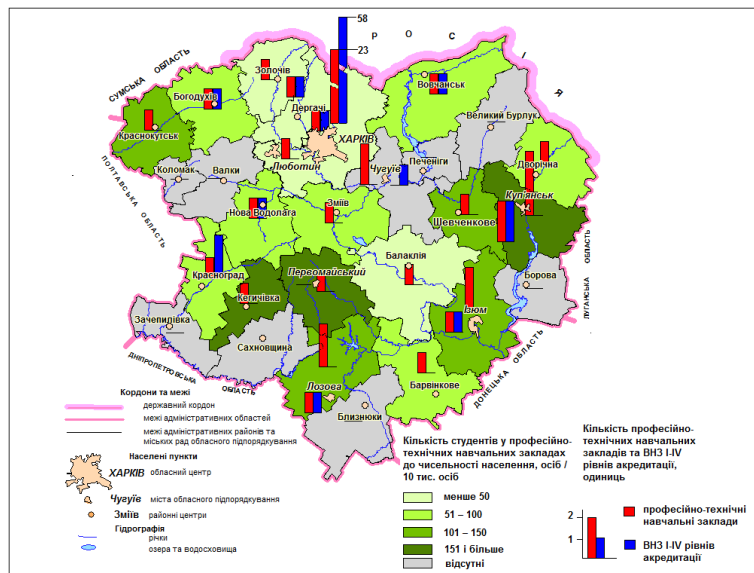 58
23
Р О С І Я
СУМСЬКА ОБЛАСТЬ
Золочів
Богодухів
Вовчанськ
Дергачі
Великий Бурлук
Краснокутськ
ХАРКІВ
ПОЛТАВСЬКА ОБЛАСТЬ
Люботин
Печеніги
Дворічна
Коломак
Валки
Чугуїв
Куп'янськ
Нова Водолага
Зміїв
Шевченкове
Балаклія
ЛУГАНСЬКА ОБЛАСТЬ
Красноград
Первомайський
Борова
Кегичівка
Ізюм
Зачепилівка
Сахновщина
ДНІПРОПЕТРОВСЬКА ОБЛАСТЬ
ДОНЕЦЬКА ОБЛАСТЬ
Барвінкове
Лозова
Близнюки
Кордони та межі
державний кордон
межі адміністративних областей
межі адміністративних районів та
міських рад обласного підпорядкування
Населені пункти
ХАРКІВ обласний центр
Чугуїв міста обласного підпорядкування
Зміїв районні центри
Гідрографія
річки
озера та водосховища
Кількість студентів у професійно-
технічних навчальних закладах
до чисельності населення, осіб /
10 тис. осіб
менше 50
51 – 100
101 – 150
151 і більше
відсутні
Кількість професійно-
технічних навчальних
закладів та ВНЗ І-IV
рівнів акредитації,
одиниць
2
1
професійно-технічні
навчальні заклади
ВНЗ І-IV рівнів
акредитації